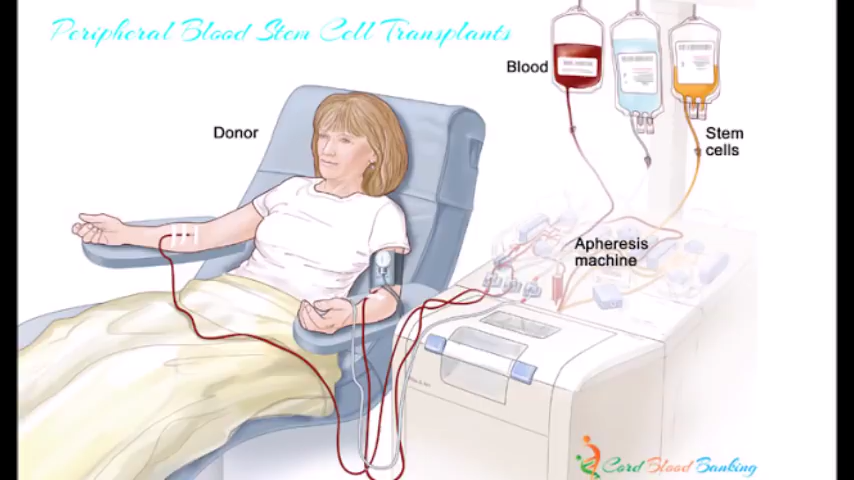 Peripheral Blood Stem Cell Transplants
Blood
Donor
Stem
cells
Apheresis
machine
Cord Blood Banking